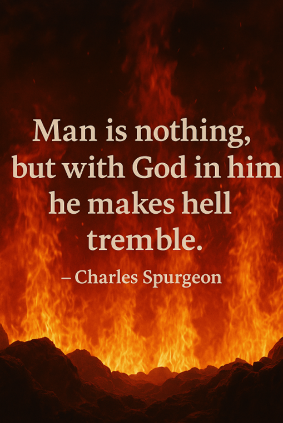 Man is nothing,
but with God in him
he makes hell
tremble.
– Charles Spurgeon